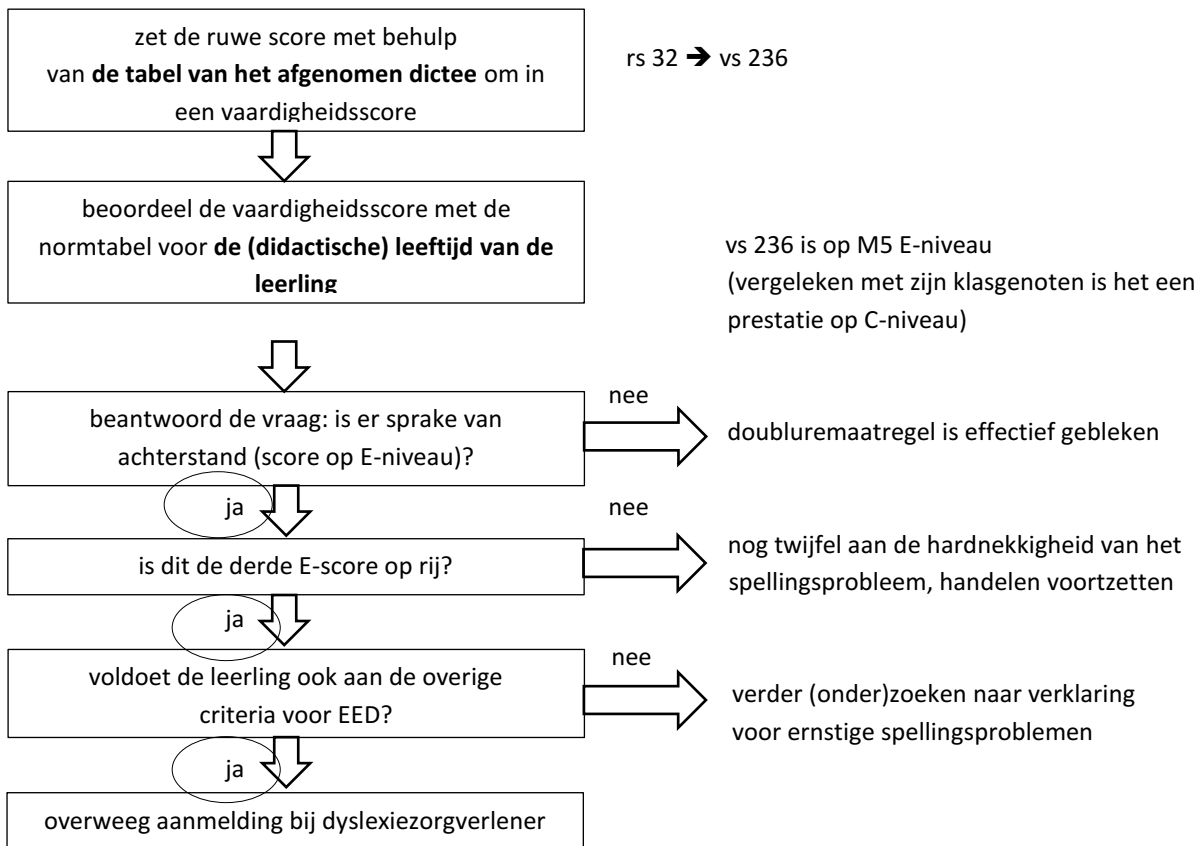 zet de ruwe score met behulp
van de tabel van het afgenomen dictee om in
een vaardigheidsscore
rs 32 ➔ vs 236
beoordeel de vaardigheidsscore met de
normtabel voor de (didactische) leeftijd van de
leerling
vs 236 is op M5 E-niveau
(vergeleken met zijn klasgenoten is het een
prestatie op C-niveau)
beantwoord de vraag: is er sprake van
achterstand (score op E-niveau)?
nee
doubluremaatregel is effectief gebleken
ja
is dit de derde E-score op rij?
nee
nog twijfel aan de hardnekkigheid van het
spellingsprobleem, handelen voortzetten
ja
voldoet de leerling ook aan de overige
criteria voor EED?
nee
verder (onder)zoeken naar verklaring
voor ernstige spellingsproblemen
ja
overweeg aanmelding bij dyslexiezorgverlener